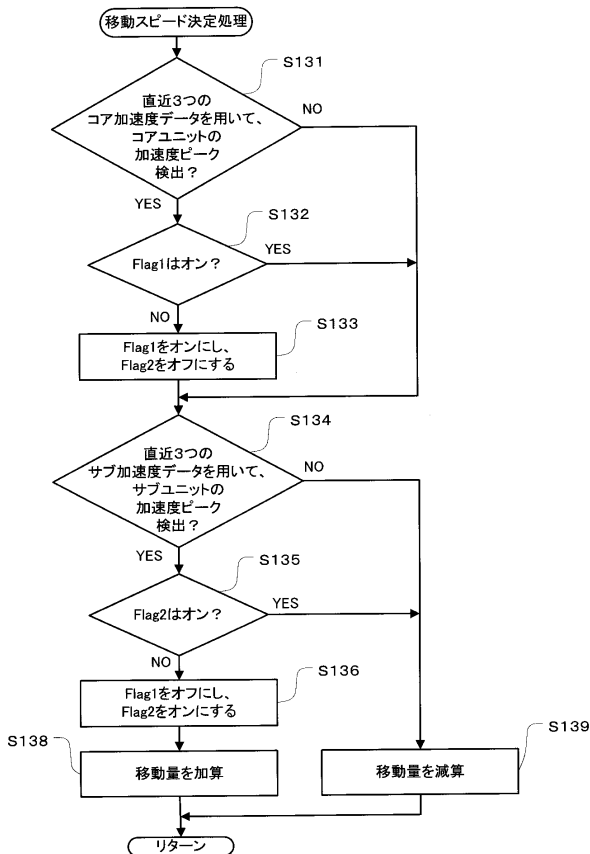 移動スピード決定処理
S131
直近3つの
コア加速度データを用いて、
コアユニットの
加速度ピーク
検出？
NO
YES
S132
Flag1はオン？
YES
NO
S133
Flag1をオンにし、
Flag2をオフにする
S134
直近3つの
サブ加速度データを用いて、
サブユニットの
加速度ピーク
検出？
NO
YES
S135
Flag2はオン？
YES
NO
S136
Flag1をオフにし、
Flag2をオンにする
S138
移動量を加算
S139
移動量を減算
リターン